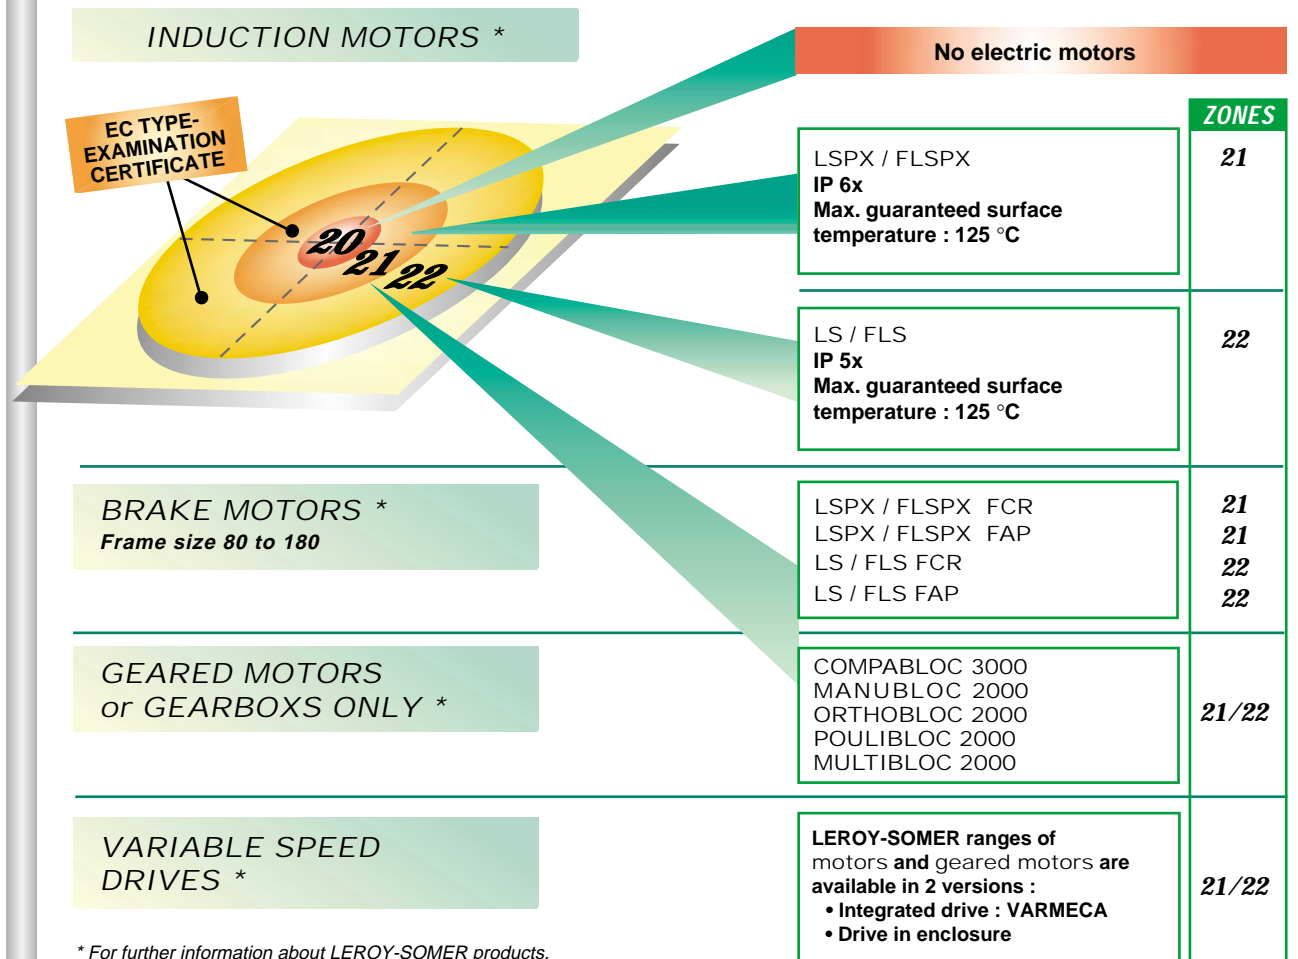 INDUCTION MOTORS *
No electric motors
EC TYPE-
EXAMINATION
CERTIFICATE
20
21
22
ZONES
LSPX / FLSPX
IP 6x
Max. guaranteed surface
temperature : 125 °C
21
LS / FLS
IP 5x
Max. guaranteed surface
temperature : 125 °C
22
BRAKE MOTORS *
Frame size 80 to 180
LSPX / FLSPX FCR 21
LSPX / FLSPX FAP 21
LS / FLS FCR 22
LS / FLS FAP 22
GEARED MOTORS
or GEARBOXS ONLY *
COMPABLOC 3000
MANUBLOC 2000
ORTHOBLOC 2000
POULIBLOC 2000
MULTIBLOC 2000
21/22
VARIABLE SPEED
DRIVES *
LEROY-SOMER ranges of
motors and geared motors are
available in 2 versions :
• Integrated drive : VARMECA
• Drive in enclosure
21/22
* For further information about LEROY-SOMER products,